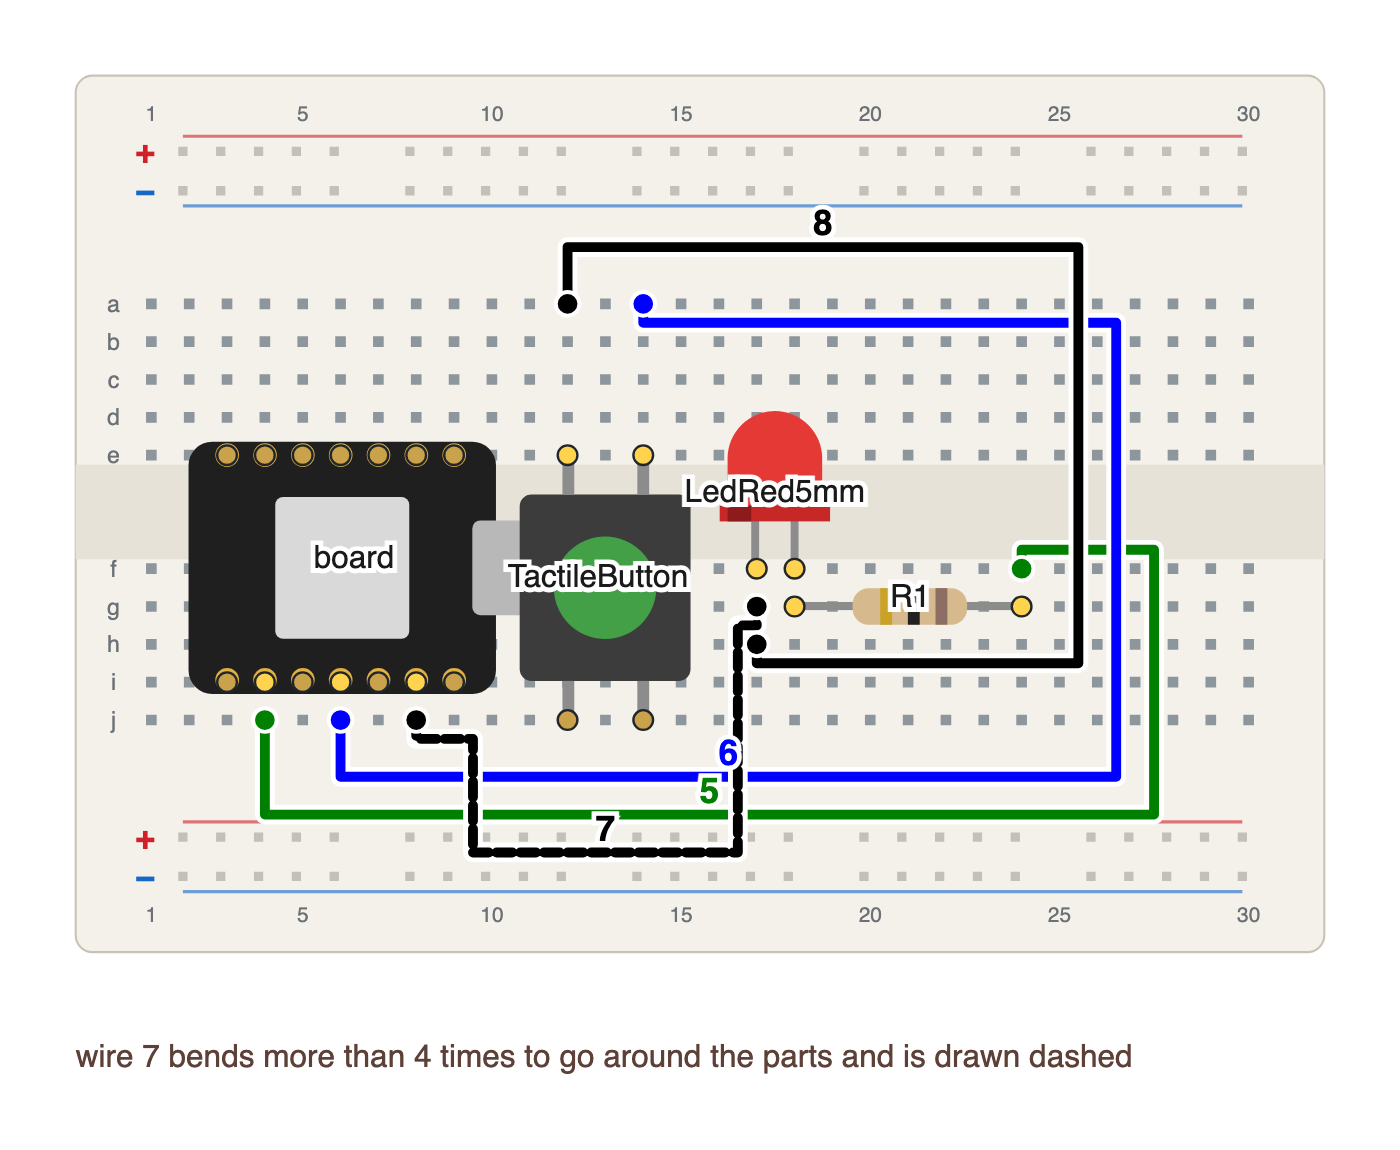 1 5 10 15 20 25 30
+
−
8
a
b
c
d
e
LedRed5mm
board
TactileButton
f
R1
g
h
i
j
6
5
7
+
−
1 5 10 15 20 25 30
wire 7 bends more than 4 times to go around the parts and is drawn dashed